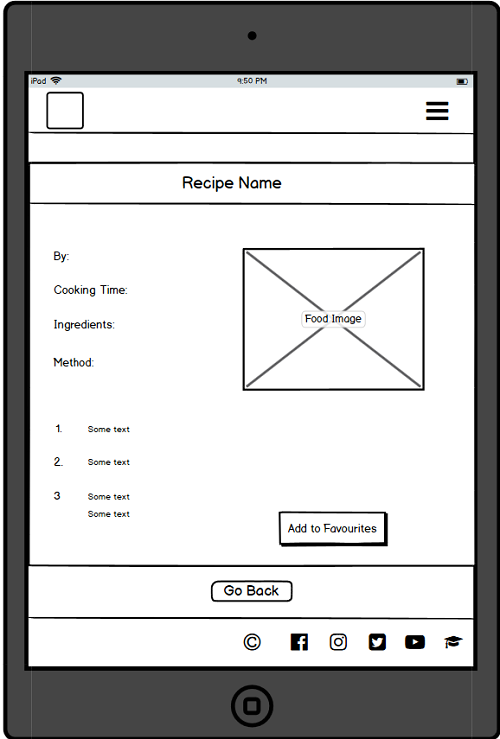 iPad 9:50 PM
Recipe Name
By:
Cooking Time:
Ingredients:
Food Image
Method:
1. Some text
2. Some text
3 Some text
Some text
Add to Favourites
Go Back
©